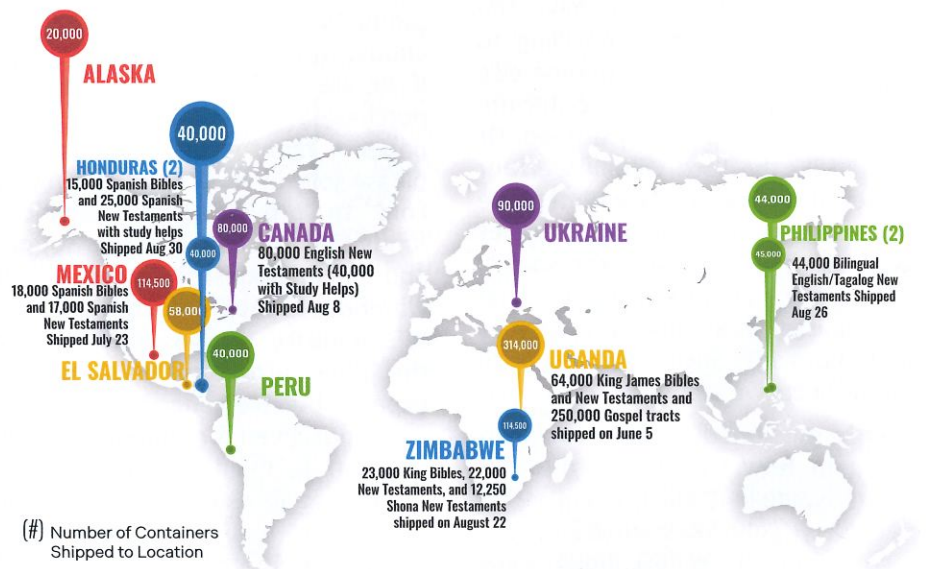 20,000
ALASKA
40,000
HONDURAS (2)
15,000 Spanish Bibles
and 25,000 Spanish
New Testaments
with study helps
Shipped Aug 30
40,000
80,000
CANADA
80,000 English New
Testaments (40,000
with Study Helps)
Shipped Aug 8
MEXICO
114,500
18,000 Spanish Bibles
and 17,000 Spanish
New Testaments
Shipped July 23
58,000
EL SALVADOR
40,000
PERU
90,000
UKRAINE
44,000
PHILIPPINES (2)
45,000
44,000 Bilingual
English/Tagalog New
Testaments Shipped
Aug 26
314,000
UGANDA
64,000 King James Bibles
and New Testaments and
250,000 Gospel tracts
shipped on June 5
114,500
ZIMBABWE
23,000 King Bibles, 22,000
New Testaments, and 12,250
Shona New Testaments
shipped on August 22
(#) Number of Containers
Shipped to Location